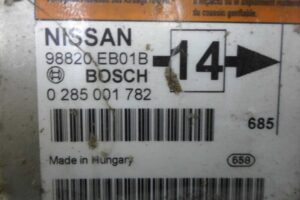 NISSAN
98820 EB01B
14
BOSCH
0 285 001 782
685
Made in Hungary
658